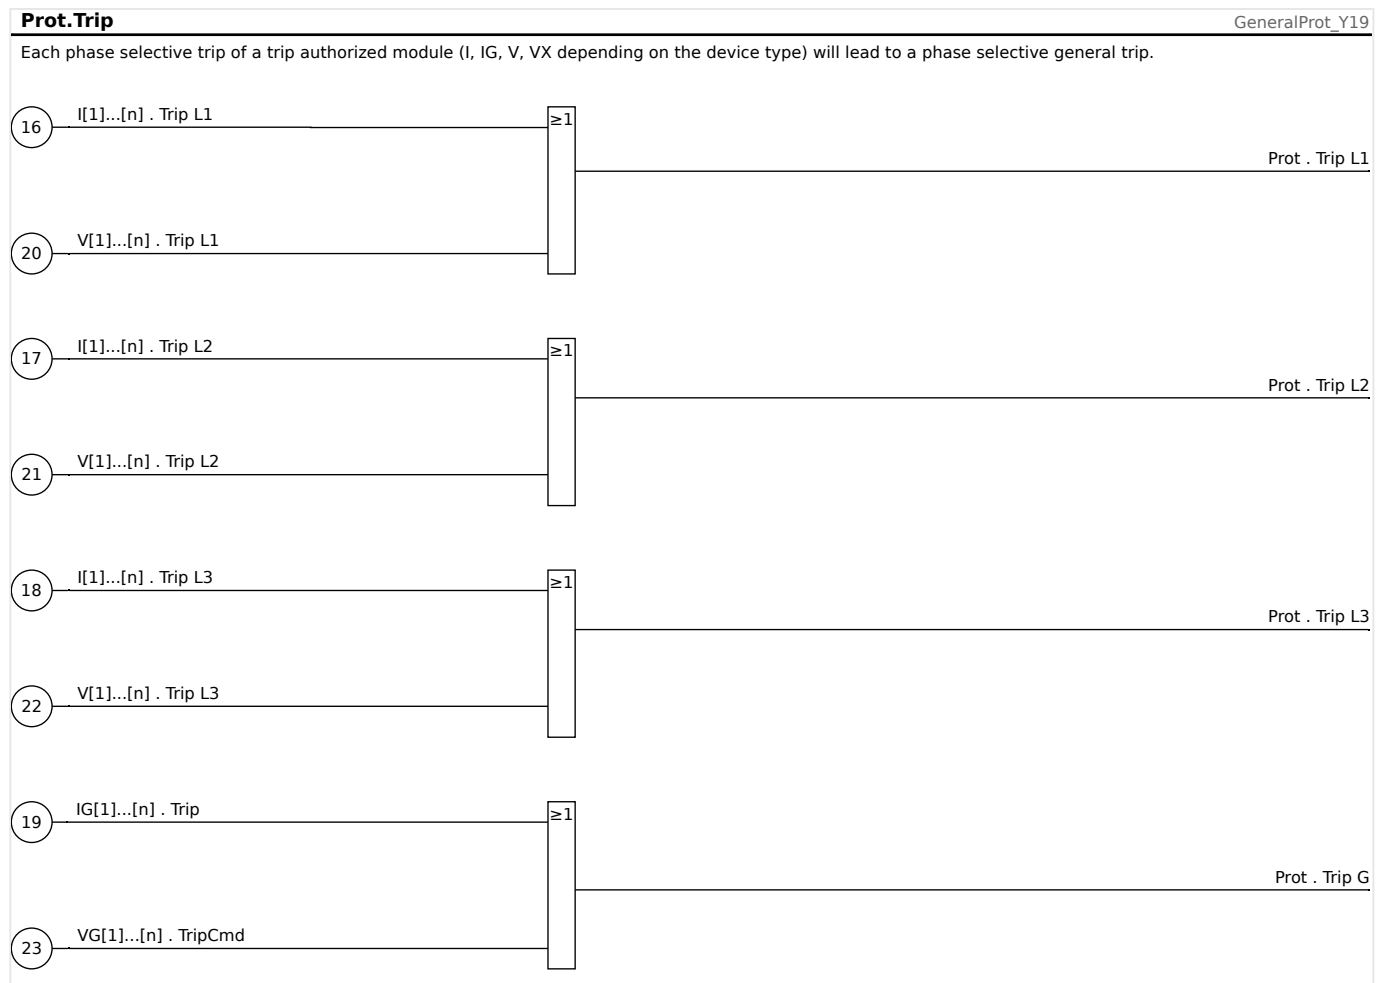 Prot.Trip
GeneralProt_Y19
Each phase selective trip of a trip authorized module (I, IG, V, VX depending on the device type) will lead to a phase selective general trip.
16
I[1]...[n] . Trip L1
≥1
Prot . Trip L1
20
V[1]...[n] . Trip L1
17
I[1]...[n] . Trip L2
≥1
Prot . Trip L2
21
V[1]...[n] . Trip L2
18
I[1]...[n] . Trip L3
≥1
Prot . Trip L3
22
V[1]...[n] . Trip L3
19
IG[1]...[n] . Trip
≥1
Prot . Trip G
23
VG[1]...[n] . TripCmd